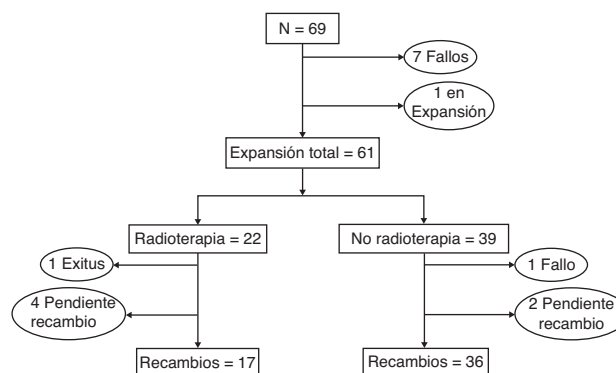 N = 69
7 Fallos
1 en
Expansión
Expansión total = 61
Radioterapia = 22
No radioterapia = 39
1 Exitus
1 Fallo
4 Pendiente
recambio
2 Pendiente
recambio
Recambios = 17
Recambios = 36